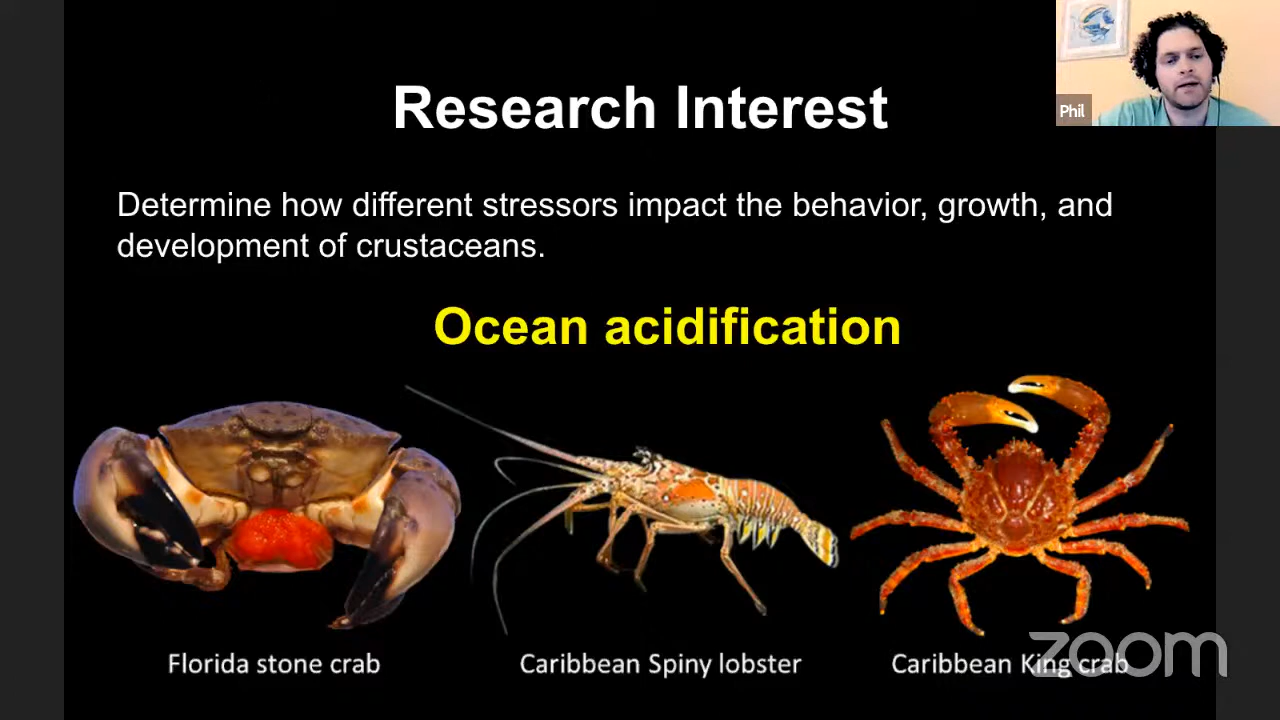 Research Interest
Phil
Determine how different stressors impact the behavior, growth, and
development of crustaceans.
Ocean acidification
Florida stone crab
Caribbean Spiny lobster
Caribbean King crab
zoom